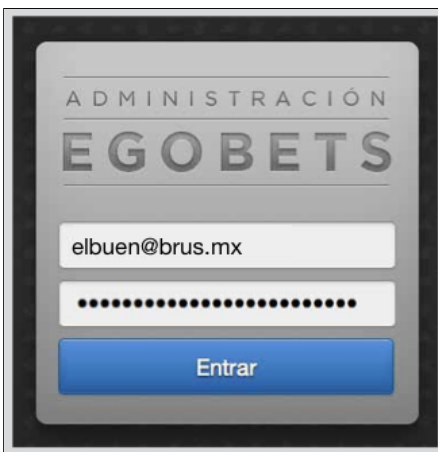 ADMINISTRACIÓN
EGOBETS
elbuen@brus.mx
•••••••••••••••••••••••••
Entrar